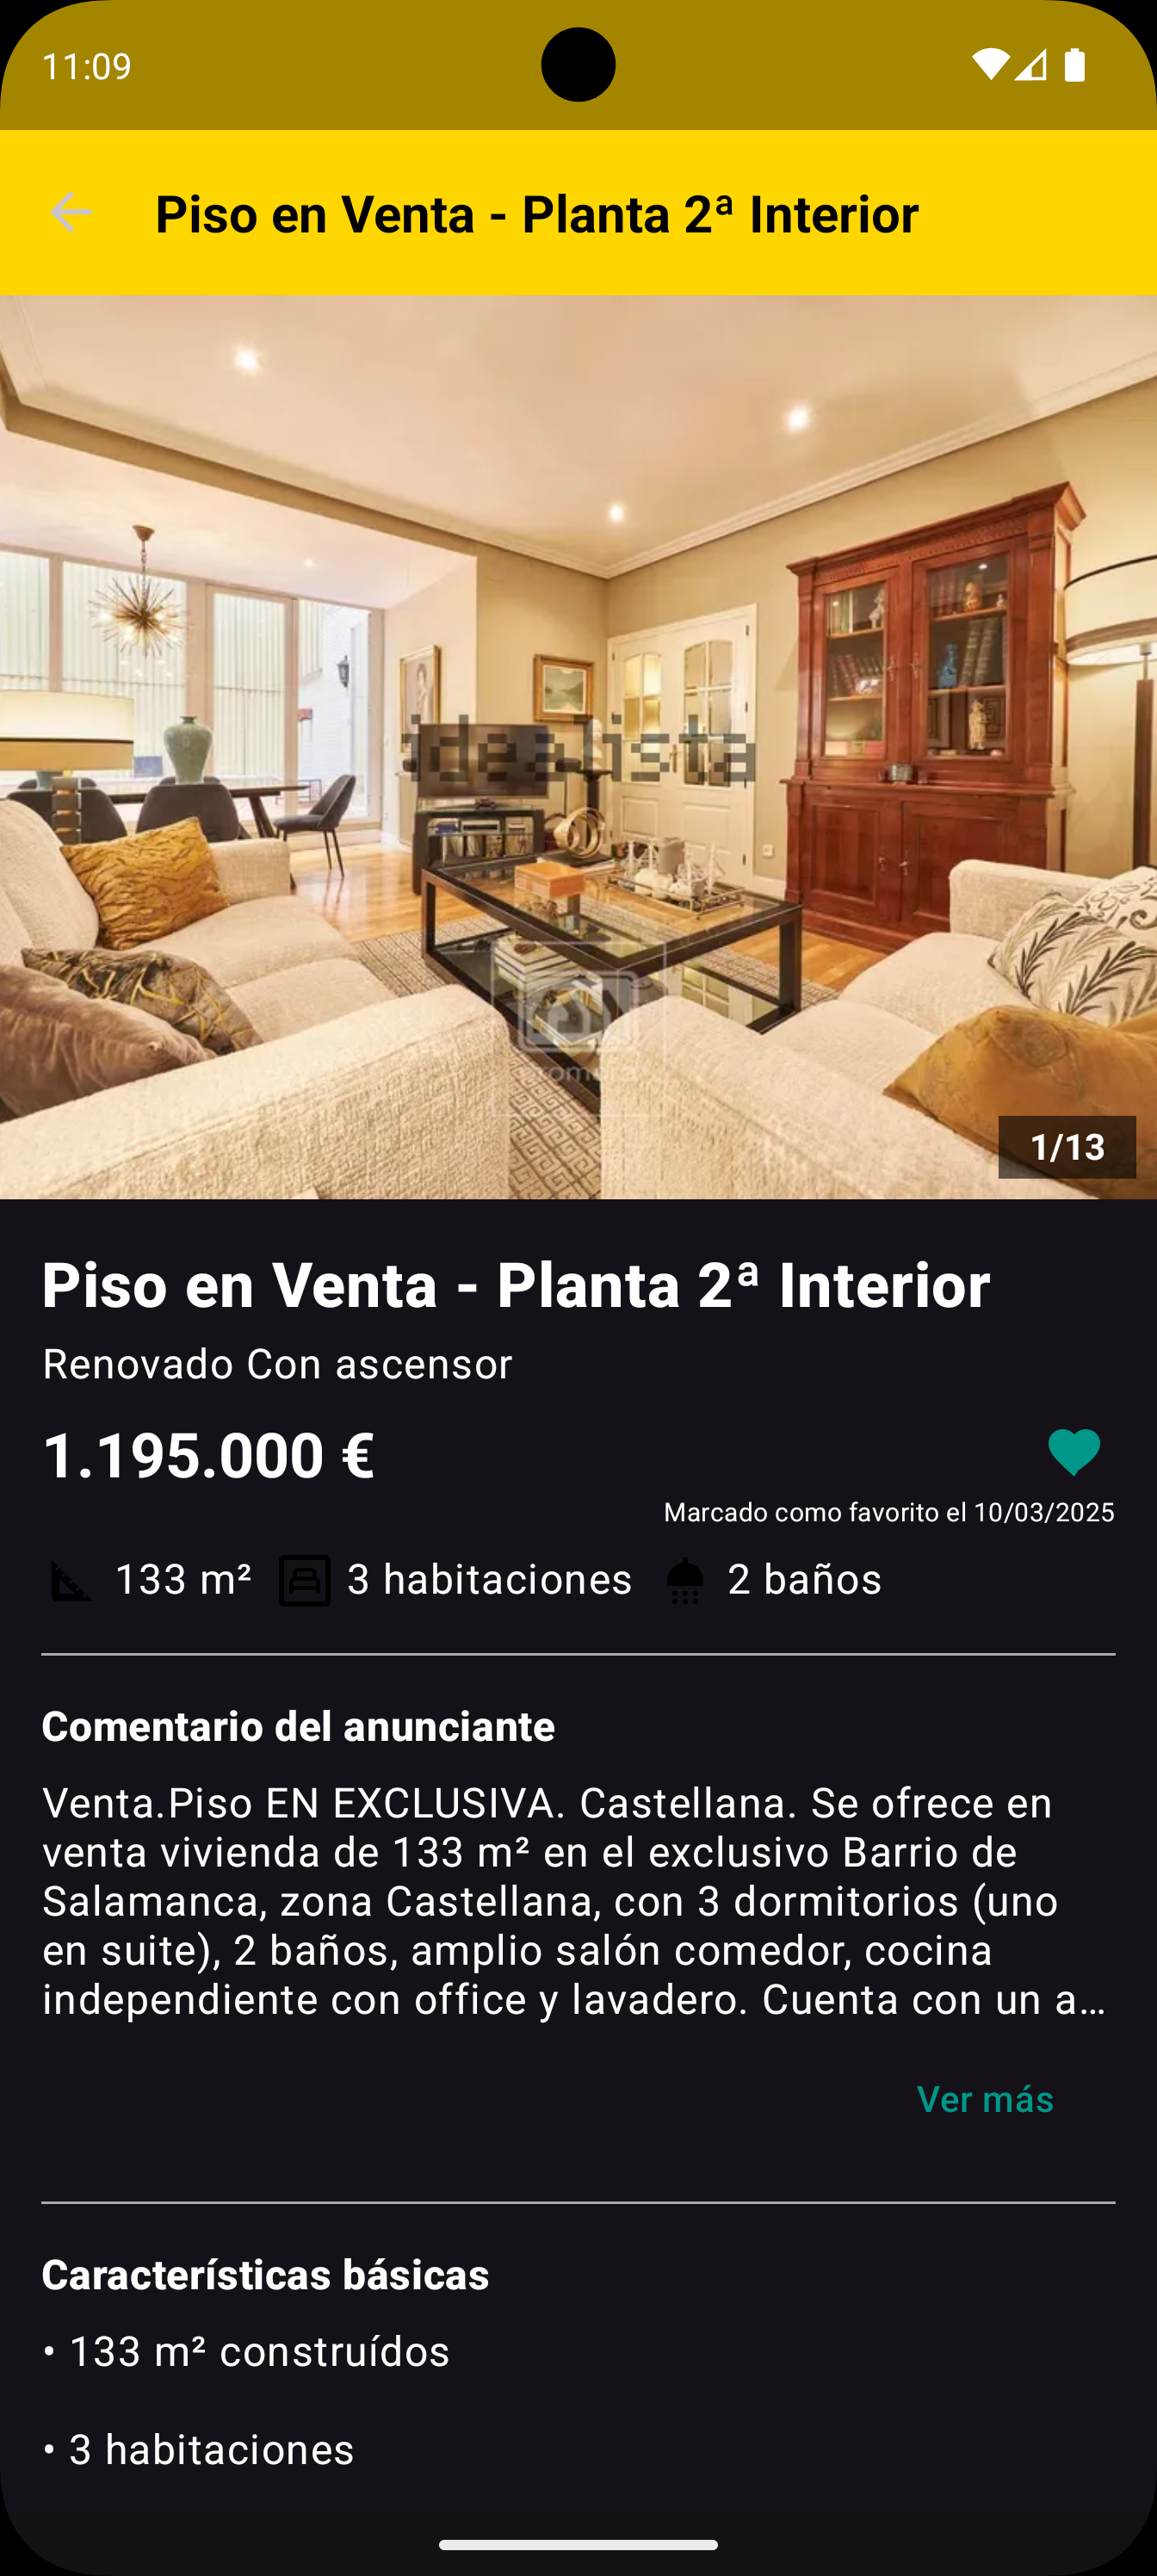 11:09
Piso en Venta - Planta 2ª Interior
idealista
1/13
Piso en Venta - Planta 2ª Interior
Renovado Con ascensor
1.195.000 €
Marcado como favorito el 10/03/2025
133 m² 3 habitaciones 2 baños
Comentario del anunciante
Venta.Piso EN EXCLUSIVA. Castellana. Se ofrece en
venta vivienda de 133 m² en el exclusivo Barrio de
Salamanca, zona Castellana, con 3 dormitorios (uno
en suite), 2 baños, amplio salón comedor, cocina
independiente con office y lavadero. Cuenta con un a…
Ver más
Características básicas
• 133 m² construídos
• 3 habitaciones